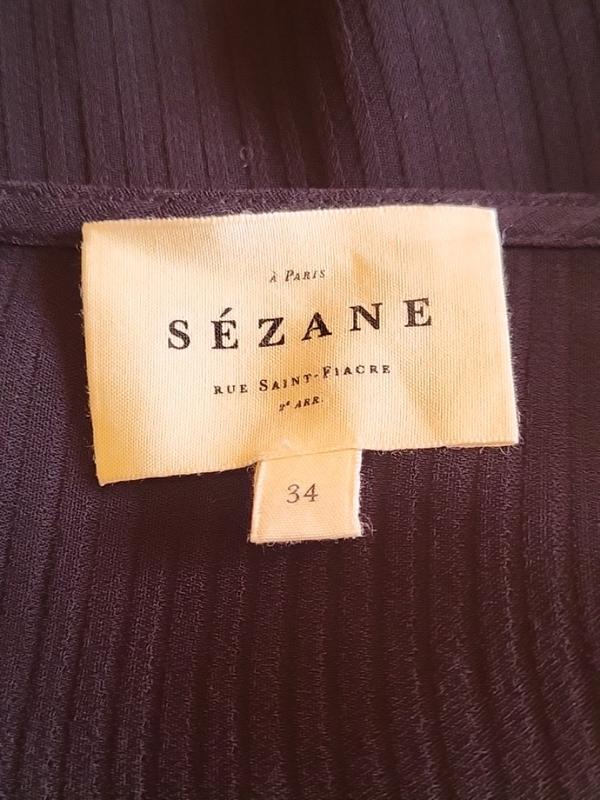 À PARIS
SÉZANE
RUE SAINT-FIACRE
2e ARR.
34